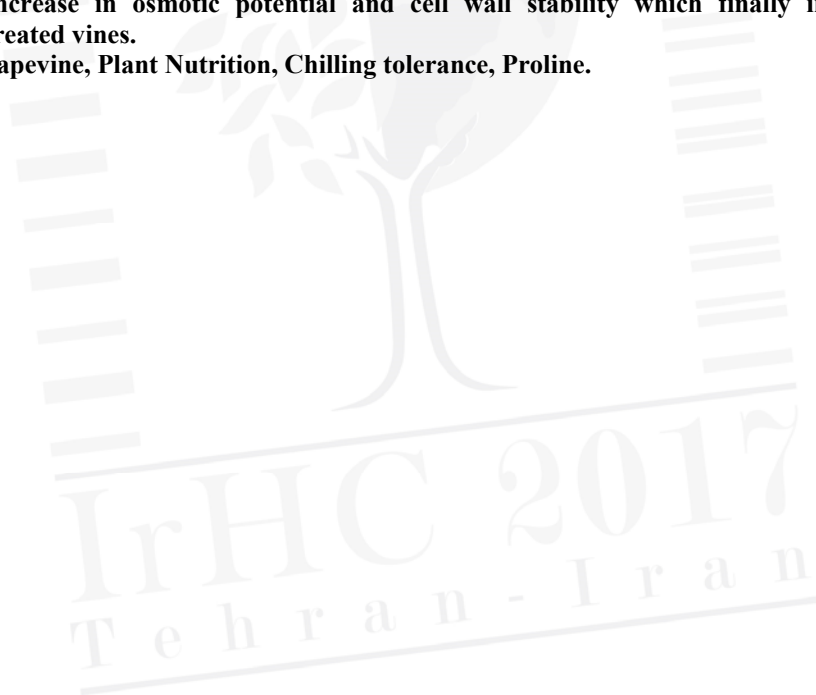 increase in osmotic potential and cell wall stability which finally
reated vines.
apevine, Plant Nutrition, Chilling tolerance, Proline.
IrHC 2017
Tehran - Iran